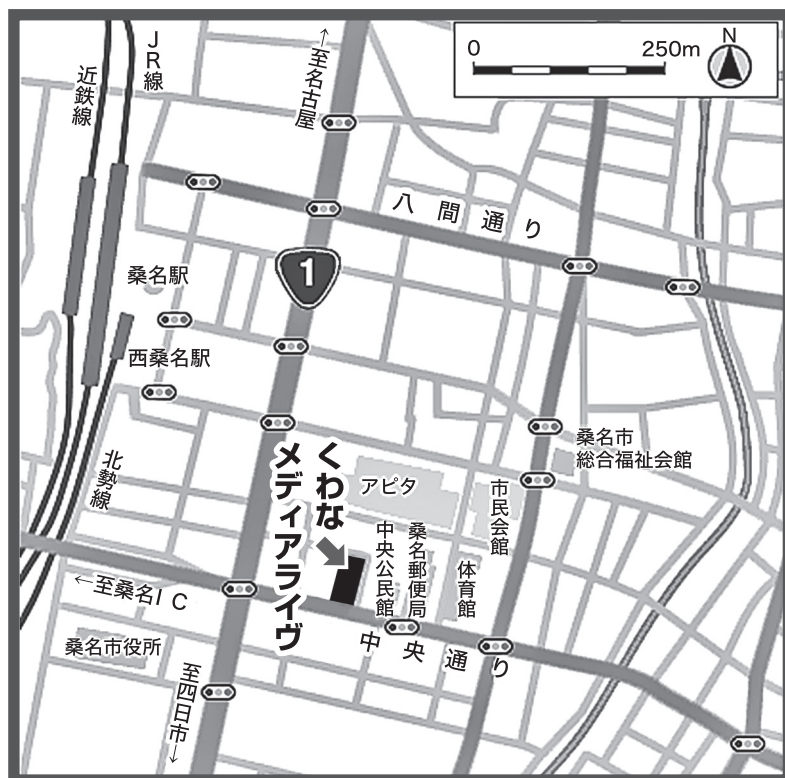 0
250m
N
JR線
近鉄線
↑至名古屋
八間通り
1
桑名駅
西桑名駅
北勢線
くわな
メディアライヴ
アピタ
桑名市
総合福祉会館
市民会館
中央公民館
桑名郵便局
体育館
←至桑名IC
中央通り
桑名市役所
至四日市→